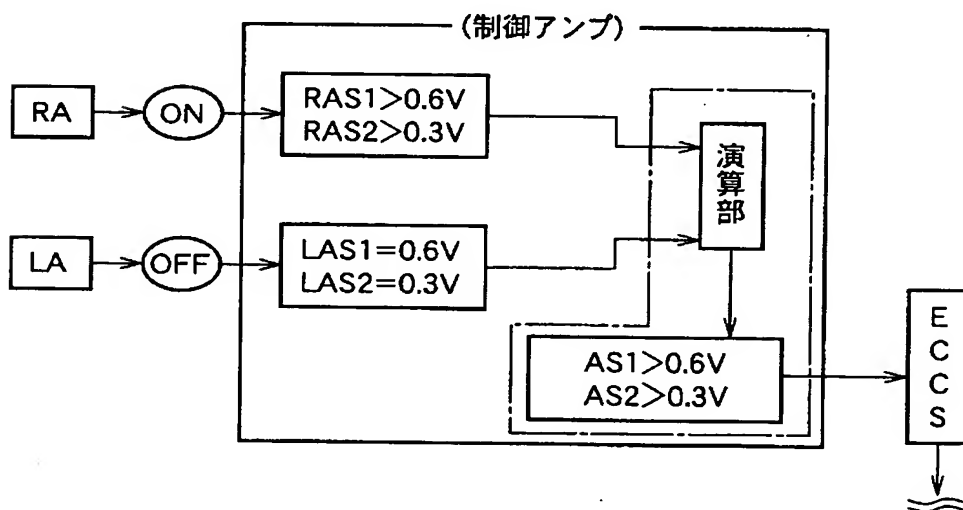 (制御アンプ)
RA
ON
RAS1>0.6V
RAS2>0.3V
演算部
LA
OFF
LAS1=0.6V
LAS2=0.3V
AS1>0.6V
AS2>0.3V
ECCS